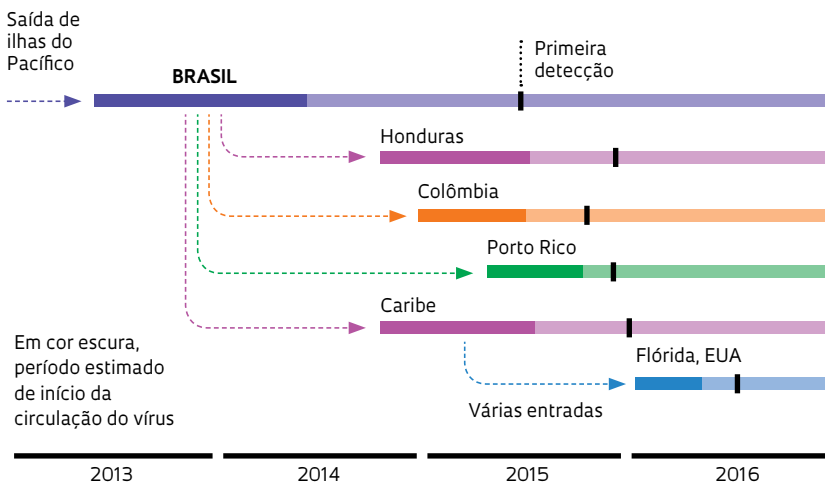 Saída de
ilhas do
Pacífico
BRASIL
Primeira
detecção
Honduras
Colômbia
Porto Rico
Caribe
Em cor escura,
período estimado
de início da
circulação do vírus
Flórida, EUA
Várias entradas
2013
2014
2015
2016